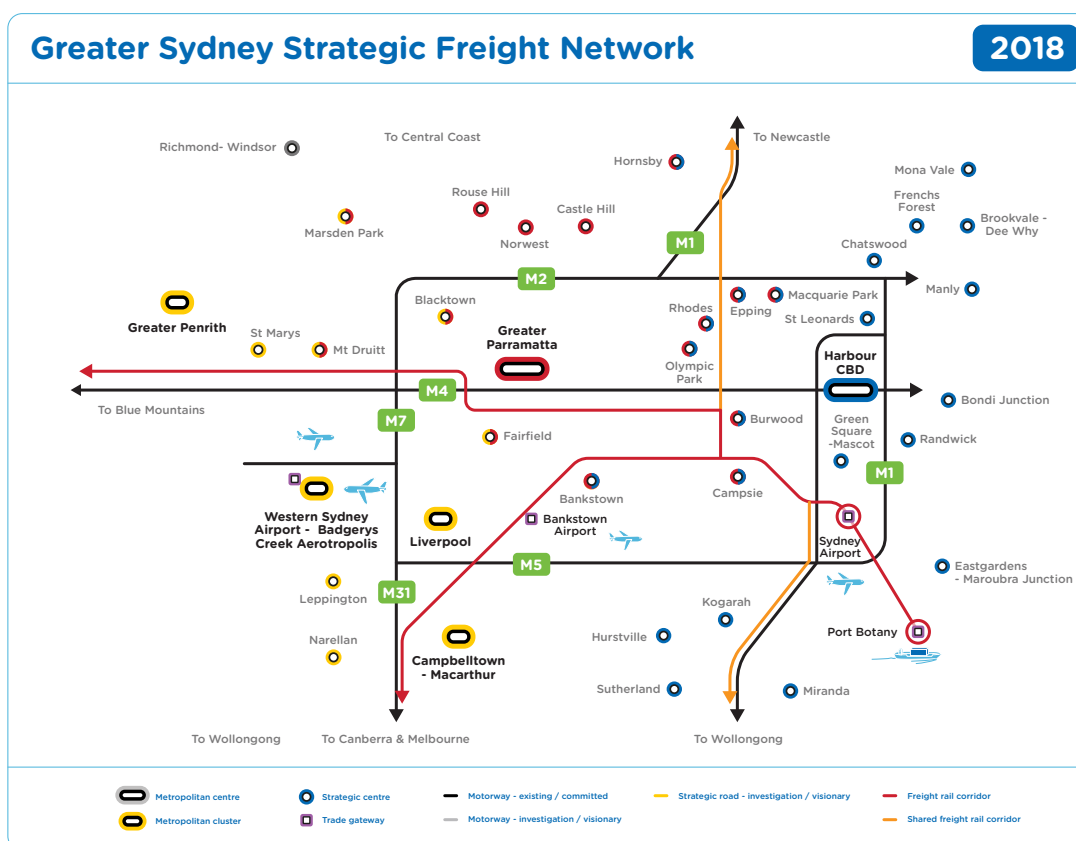 Greater Sydney Strategic Freight Network
2018
To Central Coast
To Newcastle
Richmond- Windsor
Hornsby
Mona Vale
Rouse Hill
Castle Hill
Frenchs
Forest
Marsden Park
Norwest
M1
Brookvale -
Dee Why
Chatswood
M2
Manly
Blacktown
Rhodes
Epping
Macquarie Park
Greater Penrith
St Marys
Mt Druitt
Greater
Parramatta
St Leonards
Olympic
Park
Harbour
CBD
M4
To Blue Mountains
Bondi Junction
M7
Fairfield
Burwood
Green
Square
-Mascot
Randwick
M1
Bankstown
Campsie
Western Sydney
Airport - Badgerys
Creek Aerotropolis
Liverpool
Bankstown
Airport
Sydney
Airport
M5
Eastgardens
- Maroubra Junction
Leppington
M31
Kogarah
Narellan
Campbelltown
- Macarthur
Hurstville
Port Botany
Sutherland
Miranda
To Wollongong
To Canberra & Melbourne
To Wollongong
Metropolitan centre
Strategic centre
Motorway - existing / committed
Strategic road - investigation / visionary
Freight rail corridor
Metropolitan cluster
Trade gateway
Motorway - investigation / visionary
Shared freight rail corridor